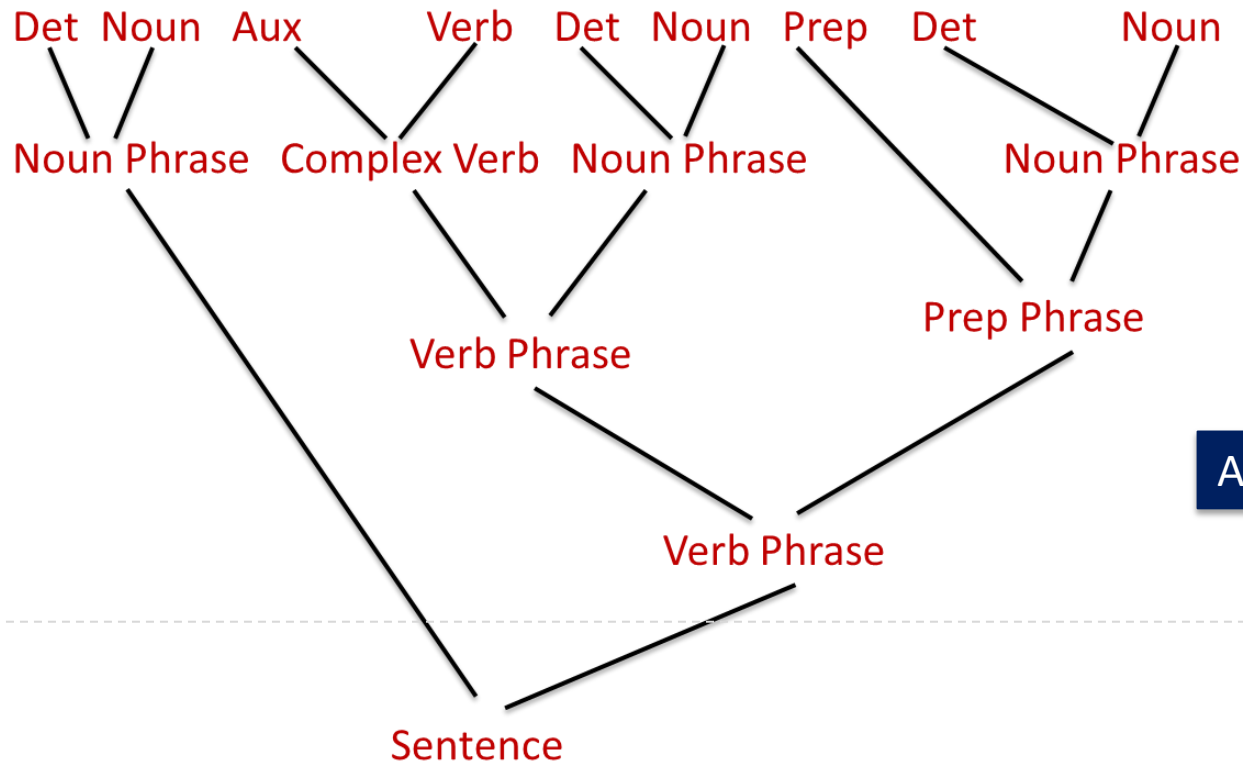 Det Noun Aux Verb Det Noun Prep Det Noun
Noun Phrase Complex Verb Noun Phrase Noun Phrase
Prep Phrase
Verb Phrase
A
Verb Phrase
Sentence